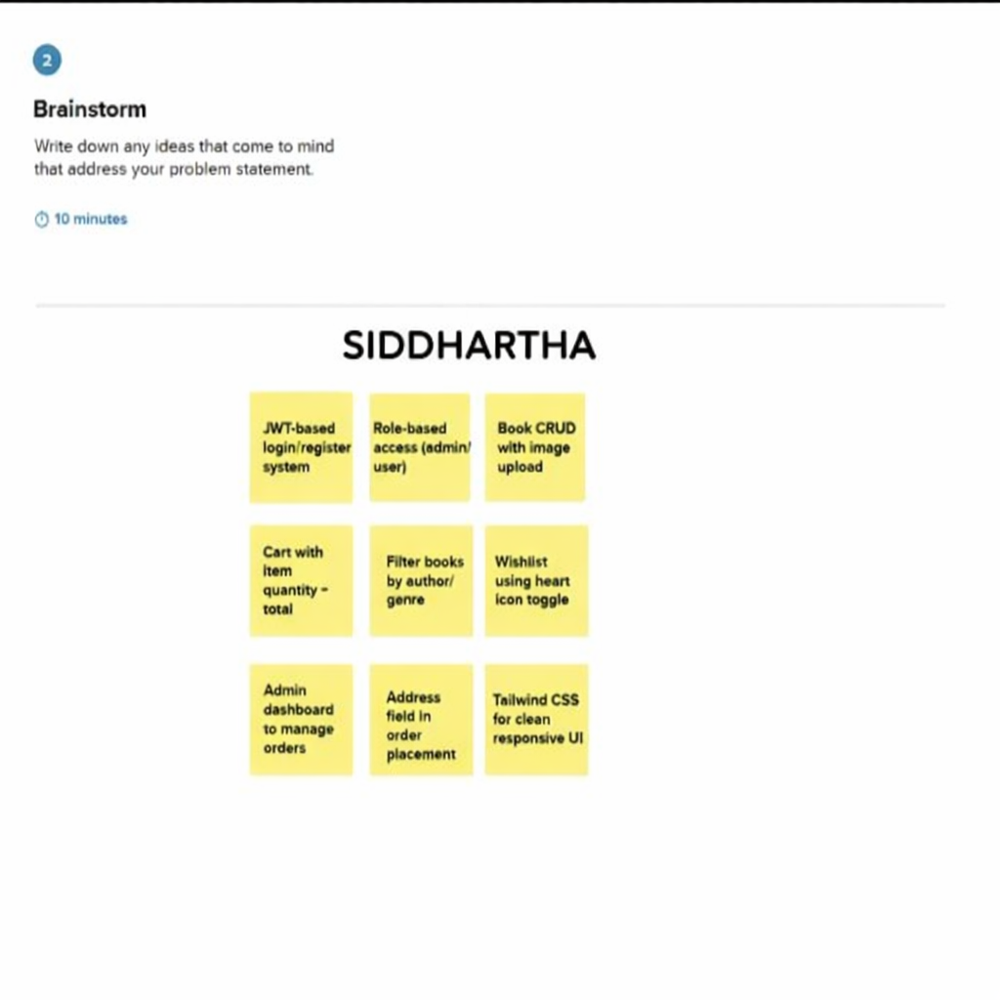 2
Brainstorm
Write down any ideas that come to mind
that address your problem statement.
10 minutes
SIDDHARTHA
JWT-based
login/register
system
Role-based
access (admin/
user)
Book CRUD
with image
upload
Cart with
item
quantity -
total
Filter books
by author/
genre
Wishlist
using heart
icon toggle
Admin
dashboard
to manage
orders
Address
field in
order
placement
Tailwind CSS
for clean
responsive UI